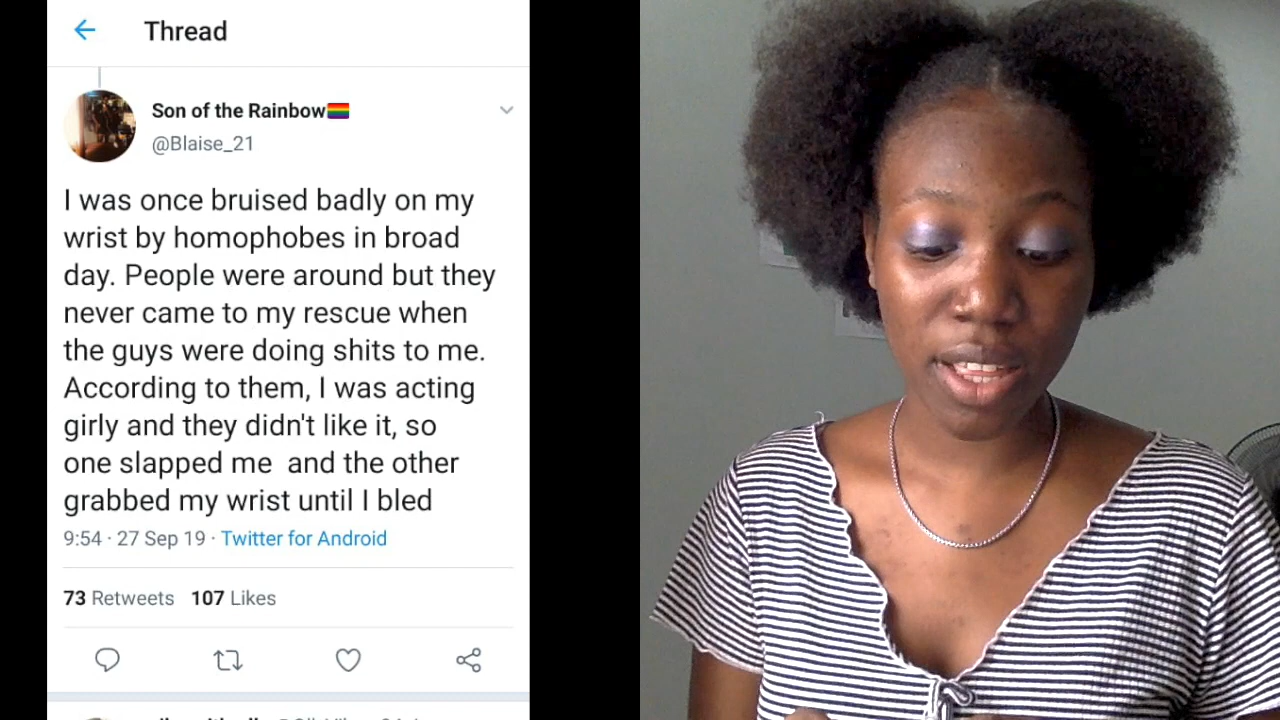 Thread
Son of the Rainbow🏳️‍🌈
@Blaise_21
I was once bruised badly on my
wrist by homophobes in broad
day. People were around but they
never came to my rescue when
the guys were doing shits to me.
According to them, I was acting
girly and they didn't like it, so
one slapped me  and the other
grabbed my wrist until I bled
9:54 · 27 Sep 19 · Twitter for Android
73 Retweets 107 Likes